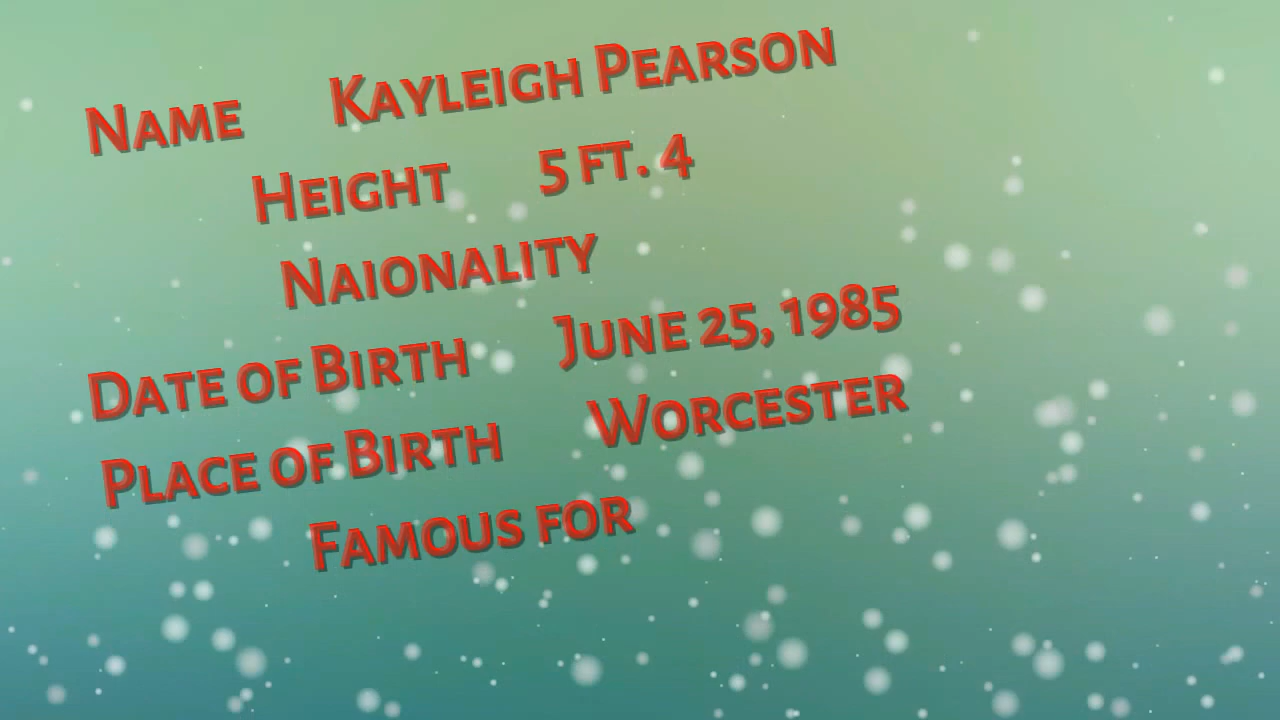 Name Kayleigh Pearson
Height 5 ft. 4
Naionality
Date of Birth June 25, 1985
Place of Birth Worcester
Famous for